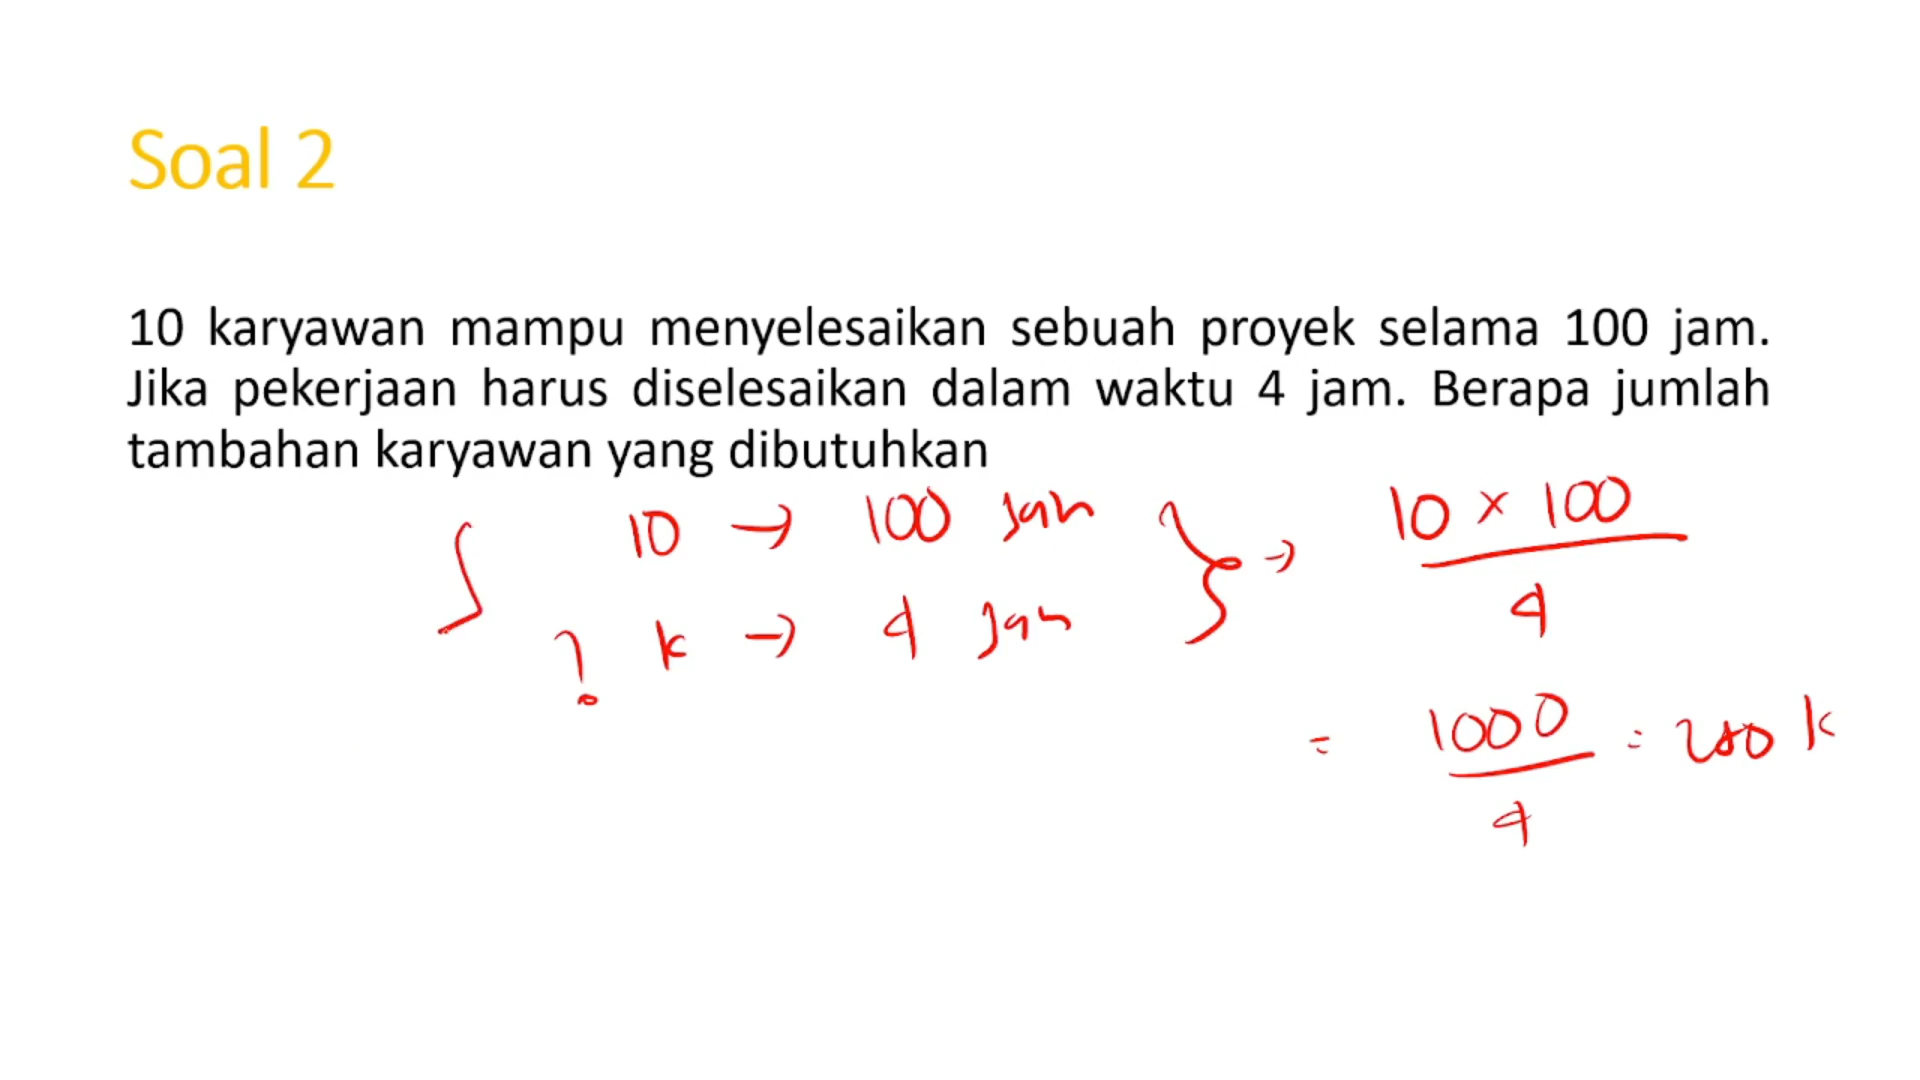 Soal 2
10 karyawan mampu menyelesaikan sebuah proyek selama 100 jam.
Jika pekerjaan harus diselesaikan dalam waktu 4 jam. Berapa jumlah
tambahan karyawan yang dibutuhkan
10 → 100 jam → 10 × 100
? k → 4 jam 4
= 1000 = 250 k
4